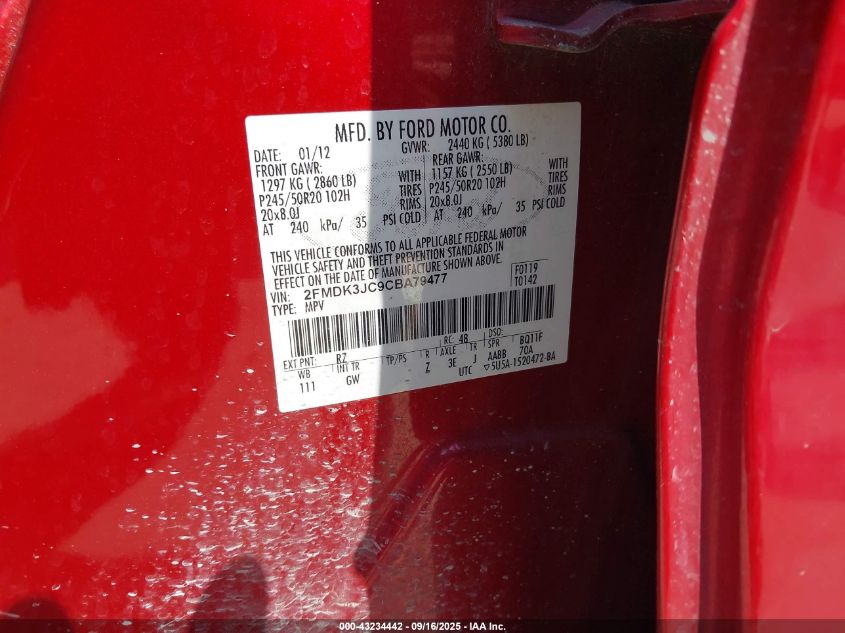 MFD. BY FORD MOTOR CO.
DATE: 01/12 GVWR: 2440 KG ( 5380 LB)
FRONT GAWR: REAR GAWR:
1297 KG ( 2860 LB) WITH 1157 KG ( 2550 LB) WITH
P245/50R20 102H TIRES P245/50R20 102H TIRES
20x8.0J RIMS 20x8.0J RIMS
AT 240 kPa/ 35 PSI COLD AT 240 kPa/ 35 PSI COLD
THIS VEHICLE CONFORMS TO ALL APPLICABLE FEDERAL MOTOR
VEHICLE SAFETY AND THEFT PREVENTION STANDARDS IN
EFFECT ON THE DATE OF MANUFACTURE SHOWN ABOVE.
VIN: 2FMDK3JC9CBA79477 F0119
TYPE: MPV T0142
EXT PNT: RZ RC: 48 DSO:
WB INT TR TP/PS R AXLE TR SPR BQ11F
111 GW Z 3E J AABB 70A
UTC ▽5U5A-1520472-BA
000-43234442 - 09/16/2025 - IAA Inc.